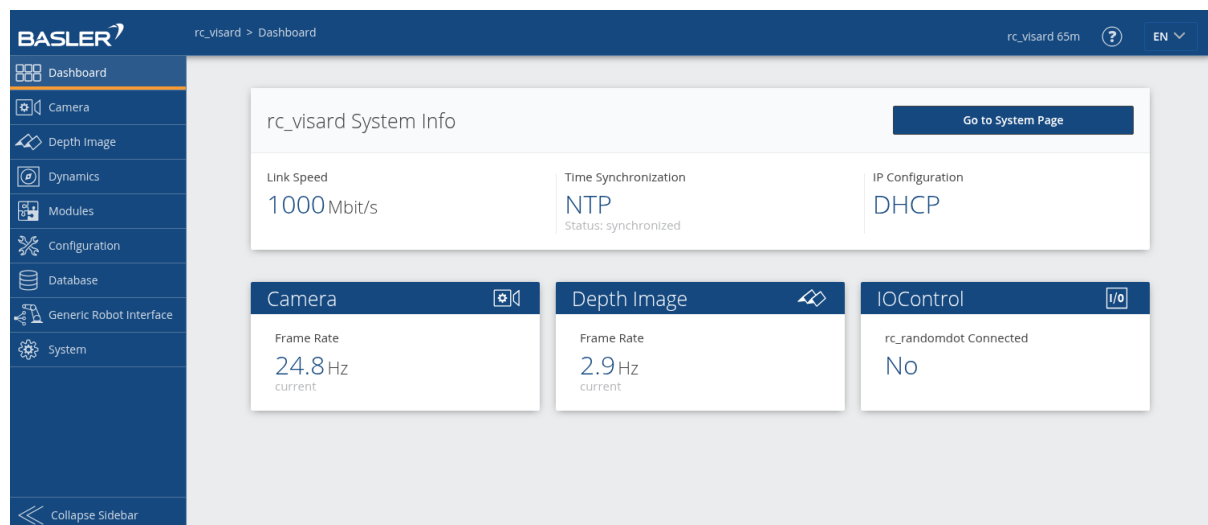 BASLER
rc_visard > Dashboard
rc_visard 65m
?
EN
Dashboard
Camera
Depth Image
Dynamics
Modules
Configuration
Database
Generic Robot Interface
System
Collapse Sidebar
rc_visard System Info
Go to System Page
Link Speed
1000 Mbit/s
Time Synchronization
NTP
Status: synchronized
IP Configuration
DHCP
Camera
Frame Rate
24.8 Hz
current
Depth Image
Frame Rate
2.9 Hz
current
IOControl
I/O
rc_randomdot Connected
No